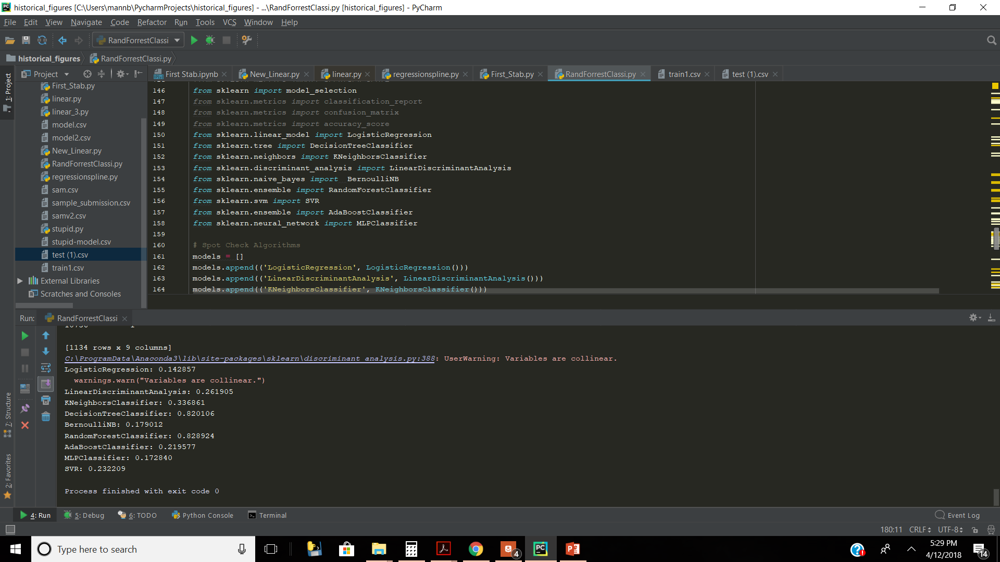 historical_figures [C:\Users\mannb\PycharmProjects\historical_figures] - ...\RandForrestClassi.py [historical_figures] - PyCharm
File Edit View Navigate Code Refactor Run Tools VCS Window Help
RandForrestClassi
historical_figures RandForrestClassi.py
1: Project
Project
First_Stab.py
linear.py
linear_3.py
model.csv
model2.csv
New_Linear.py
RandForrestClassi.py
regressionspline.py
sam.csv
sample_submission.csv
samv2.csv
stupid.py
stupid-model.csv
test (1).csv
train1.csv
External Libraries
Scratches and Consoles
First Stab.ipynb New_Linear.py linear.py regressionspline.py First_Stab.py RandForrestClassi.py train1.csv test (1).csv
146 from sklearn import model_selection
147 from sklearn.metrics import classification_report
148 from sklearn.metrics import confusion_matrix
149 from sklearn.metrics import accuracy_score
150 from sklearn.linear_model import LogisticRegression
151 from sklearn.tree import DecisionTreeClassifier
152 from sklearn.neighbors import KNeighborsClassifier
153 from sklearn.discriminant_analysis import LinearDiscriminantAnalysis
154 from sklearn.naive_bayes import  BernoulliNB
155 from sklearn.ensemble import RandomForestClassifier
156 from sklearn.svm import SVR
157 from sklearn.ensemble import AdaBoostClassifier
158 from sklearn.neural_network import MLPClassifier
159
160 # Spot Check Algorithms
161 models = []
162 models.append(('LogisticRegression', LogisticRegression()))
163 models.append(('LinearDiscriminantAnalysis', LinearDiscriminantAnalysis()))
164 models.append(('KNeighborsClassifier', KNeighborsClassifier()))
Run: RandForrestClassi
[1134 rows x 9 columns]
C:\ProgramData\Anaconda3\lib\site-packages\sklearn\discriminant_analysis.py:388: UserWarning: Variables are collinear.
LogisticRegression: 0.142857
warnings.warn("Variables are collinear.")
LinearDiscriminantAnalysis: 0.261905
KNeighborsClassifier: 0.336861
DecisionTreeClassifier: 0.820106
BernoulliNB: 0.179012
RandomForestClassifier: 0.828924
AdaBoostClassifier: 0.219577
MLPClassifier: 0.172840
SVR: 0.232209
Process finished with exit code 0
7: Structure
2: Favorites
4: Run 5: Debug 6: TODO Python Console Terminal Event Log
180:11 CRLF UTF-8
Type here to search
4
PC
5:29 PM
4/12/2018
14